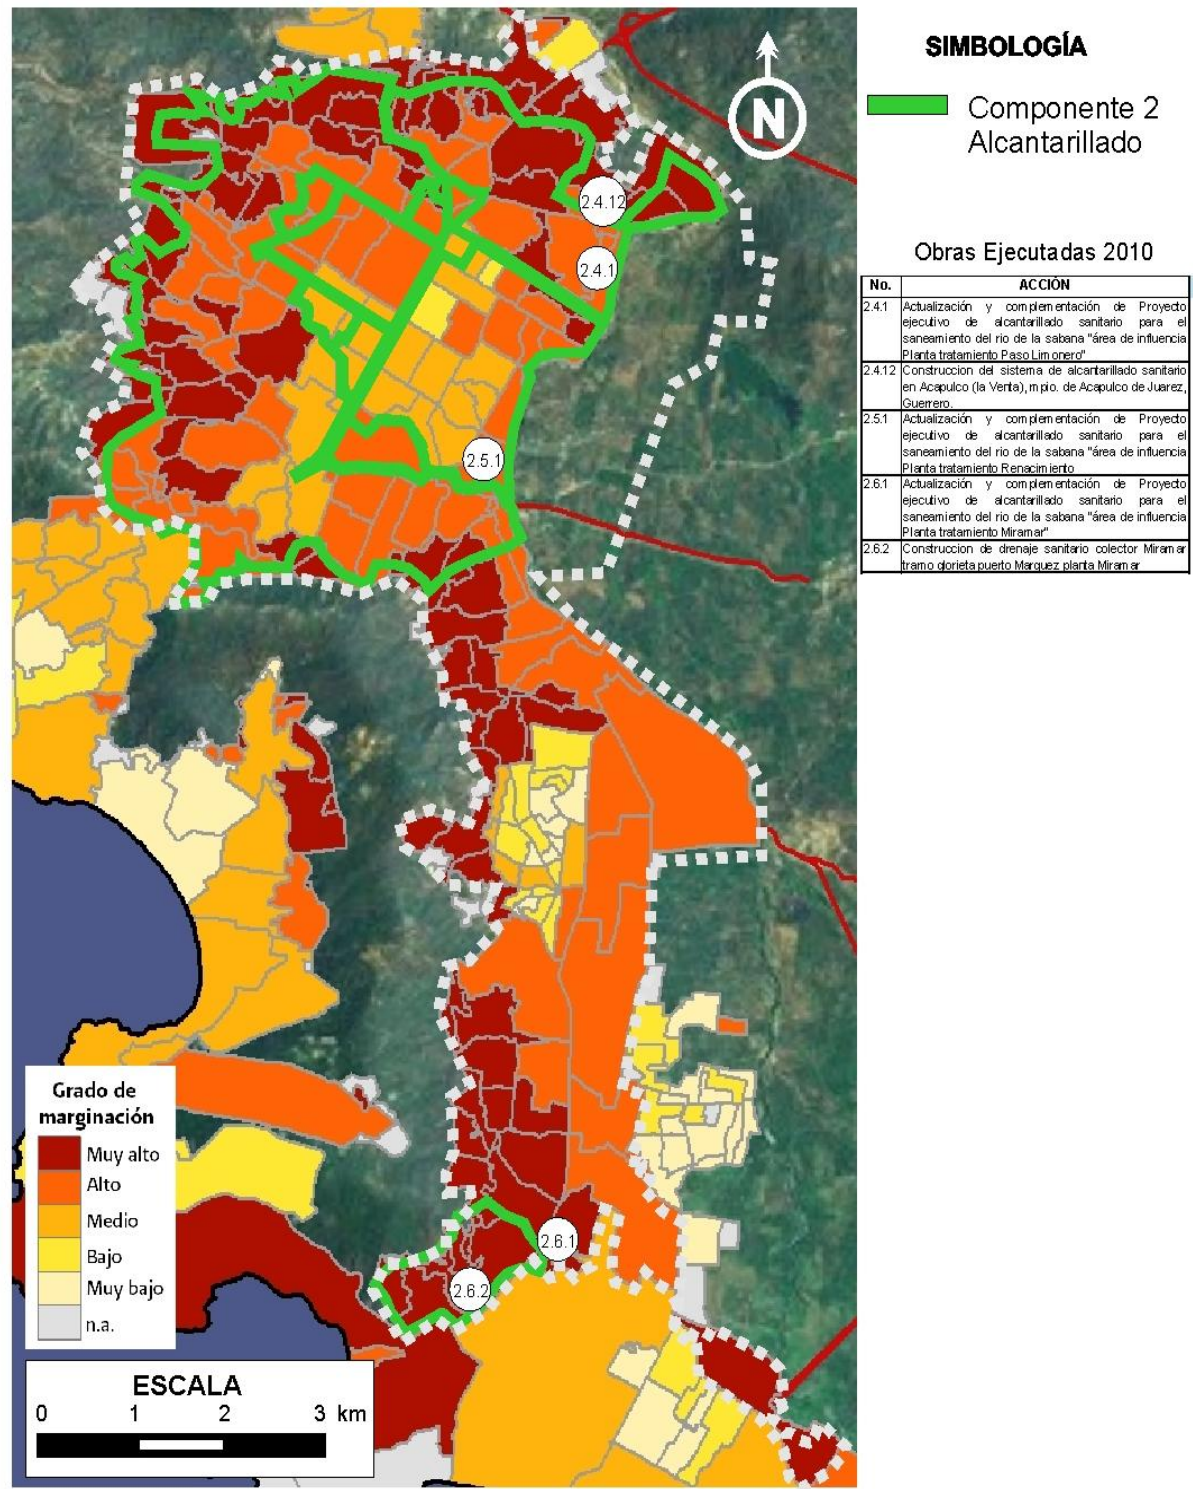 N
SIMBOLOGÍA
Componente 2
Alcantarillado
Obras Ejecutadas 2010
No. ACCIÓN
2.4.1 Actualización y complementación de Proyecto
ejecutivo de alcantarillado sanitario para el
saneamiento del rio de la sabana "área de influencia
Planta tratamiento Paso Limonero"
2.4.12 Construccion del sistema de alcantarillado sanitario
en Acapulco (la Venta), mpio. de Acapulco de Juarez,
Guerrero.
2.5.1 Actualización y complementación de Proyecto
ejecutivo de alcantarillado sanitario para el
saneamiento del rio de la sabana "área de influencia
Planta tratamiento Renacimiento
2.6.1 Actualización y complementación de Proyecto
ejecutivo de alcantarillado sanitario para el
saneamiento del rio de la sabana "área de influencia
Planta tratamiento Miramar"
2.6.2 Construccion de drenaje sanitario colector Miramar
tramo glorieta puerto Marquez planta Miramar
2.4.12
2.4.1
2.5.1
2.6.1
2.6.2
Grado de
marginación
Muy alto
Alto
Medio
Bajo
Muy bajo
n.a.
ESCALA
0 1 2 3 km